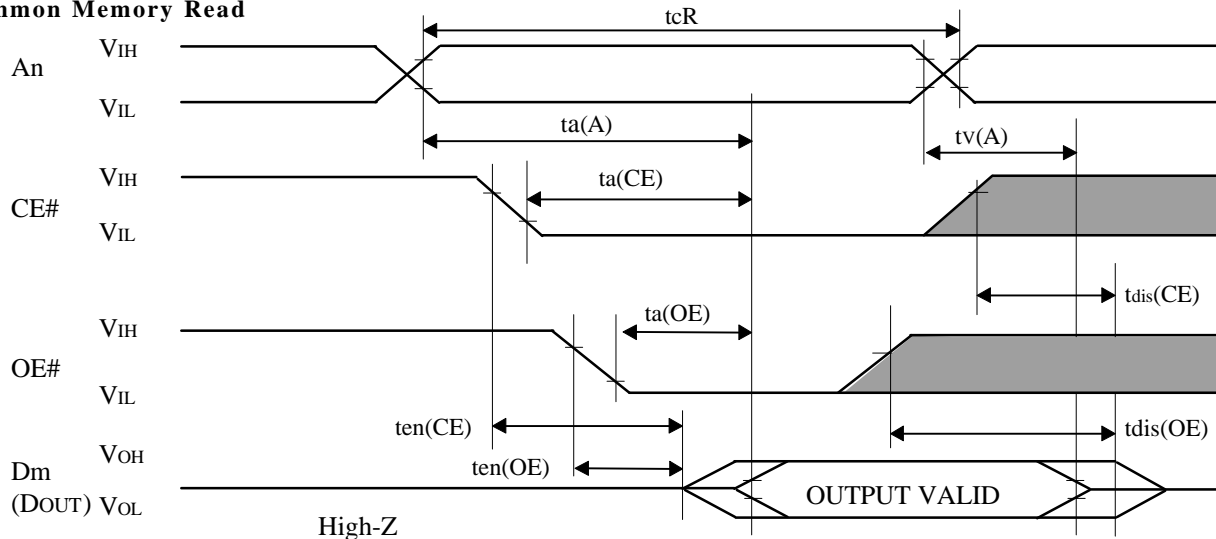 mmon Memory Read
tcR
An
VIH
VIL
ta(A)
tv(A)
CE#
VIH
VIL
ta(CE)
tdis(CE)
OE#
VIH
VIL
ta(OE)
ten(CE)
tdis(OE)
ten(OE)
Dm
(DOUT)
VOH
VOL
OUTPUT VALID
High-Z